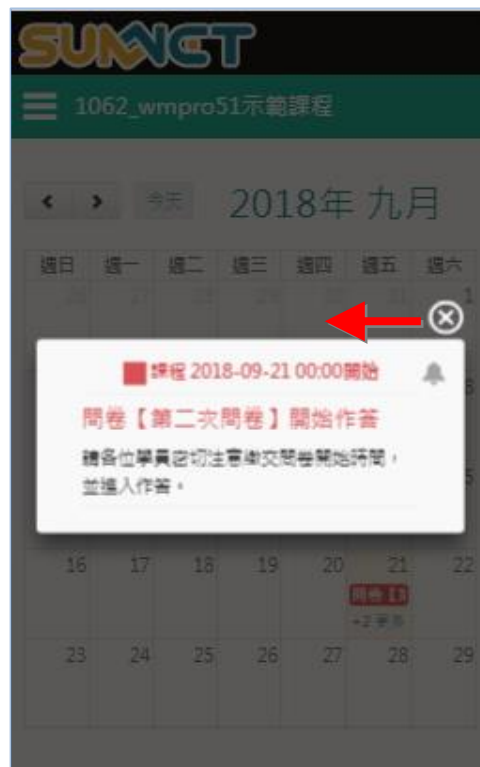 SUNNET
1062_wmpro51示範課程
今天
2018年 九月
週日 週一 週二 週三 週四 週五 週六
1
課程 2018-09-21 00:00開始
問卷【第二次問卷】開始作答
請各位學員密切注意繳交問卷開始時間，
並進入作答。
16 17 18 19 20 21 22
+2 更多
23 24 25 26 27 28 29